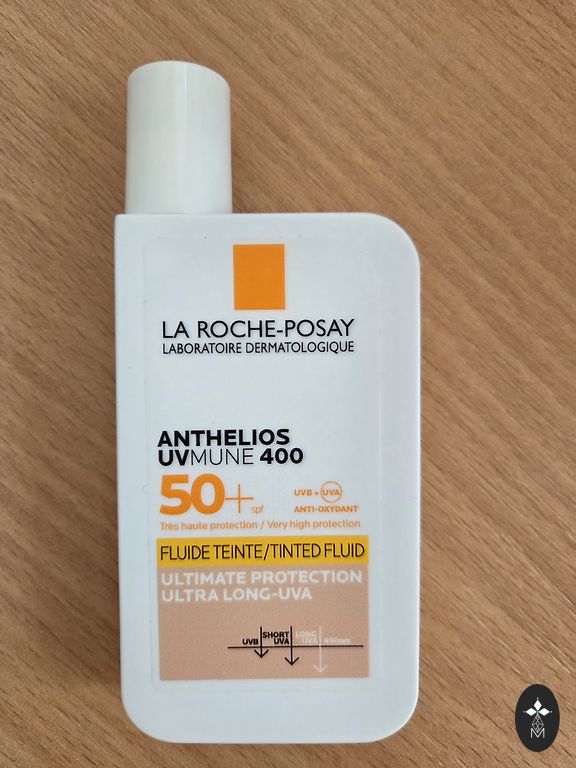 LA ROCHE-POSAY
LABORATOIRE DERMATOLOGIQUE
ANTHELIOS
UVMUNE 400
50+ spf
UVB + UVA
ANTI-OXYDANT
Très haute protection / Very high protection
FLUIDE TEINTE/TINTED FLUID
ULTIMATE PROTECTION
ULTRA LONG-UVA
UVB
SHORT
UVA
LONG
UVA
400nm
M